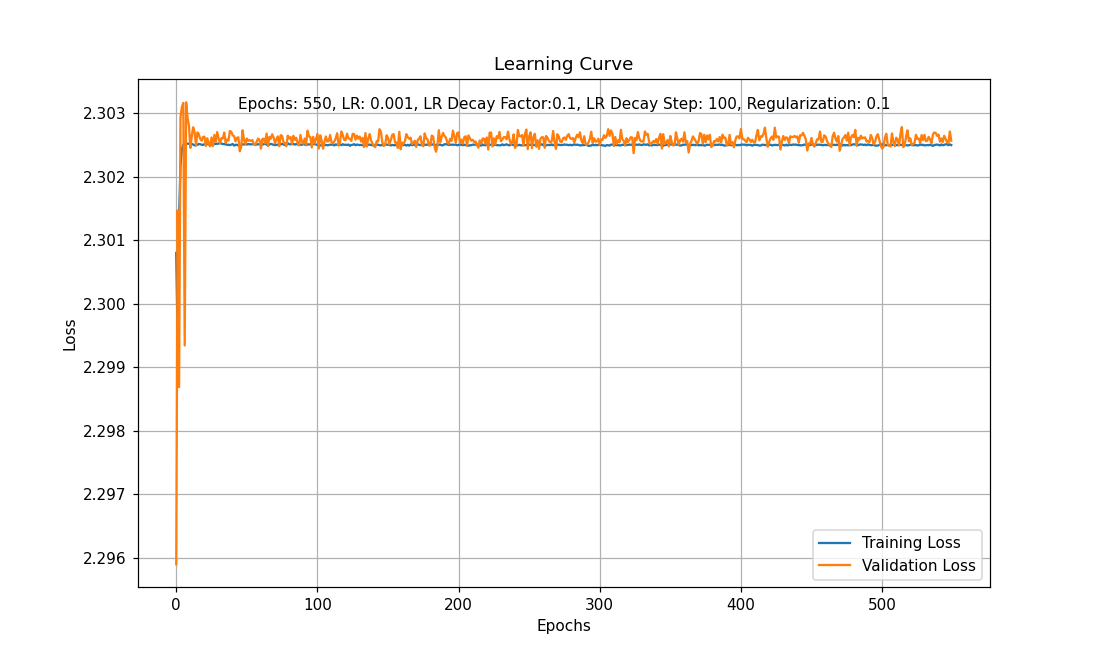 Learning Curve
Epochs: 550, LR: 0.001, LR Decay Factor:0.1, LR Decay Step: 100, Regularization: 0.1
2.303
2.302
2.301
2.300
2.299
2.298
2.297
2.296
Loss
Training Loss
Validation Loss
0 100 200 300 400 500
Epochs